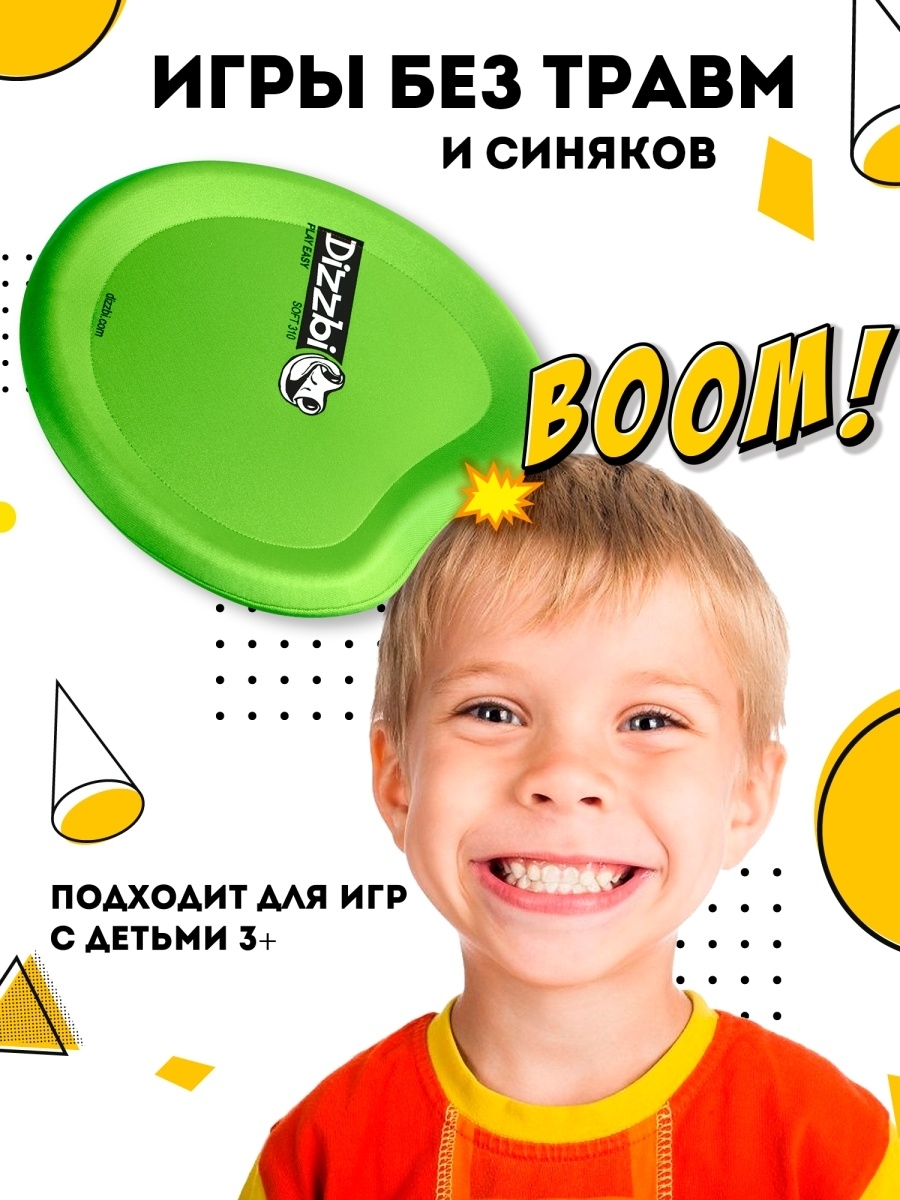 ИГРЫ БЕЗ ТРАВМ
И СИНЯКОВ
Dizzbi
PLAY EASY
SOFT 310
dizzbi.com
BOOM!
ПОДХОДИТ ДЛЯ ИГР
С ДЕТЬМИ 3+